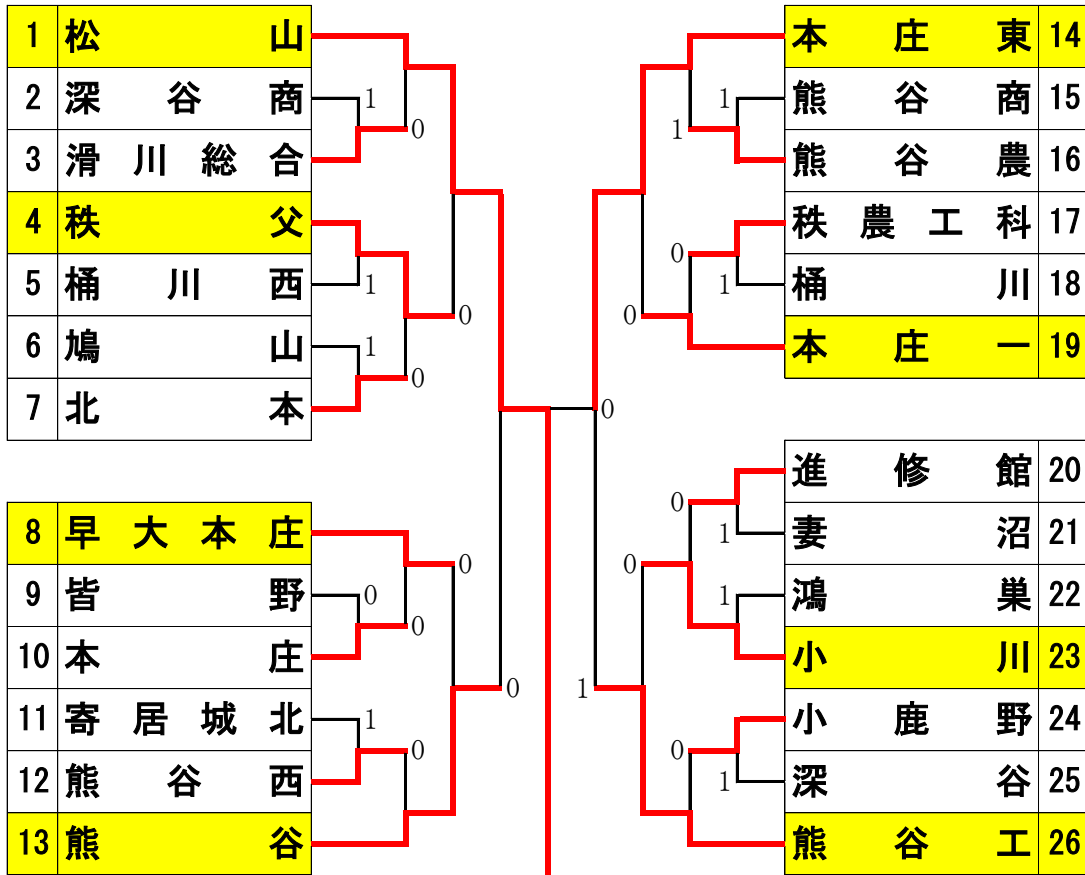 1 松山
2 深谷商
3 滑川総合
4 秩父
5 桶川西
6 鳩山
7 北本
8 早大本庄
9 皆野
10 本庄
11 寄居城北
12 熊谷西
13 熊谷
1
0
1
0
1
0
0
0
0
1
0
0
本庄東 14
熊谷商 15
熊谷農 16
秩農工科 17
桶川 18
本庄一 19
進修館 20
妻沼 21
鴻巣 22
小川 23
小鹿野 24
深谷 25
熊谷工 26
1
1
0
1
0
0
0
1
0
1
1
0
1